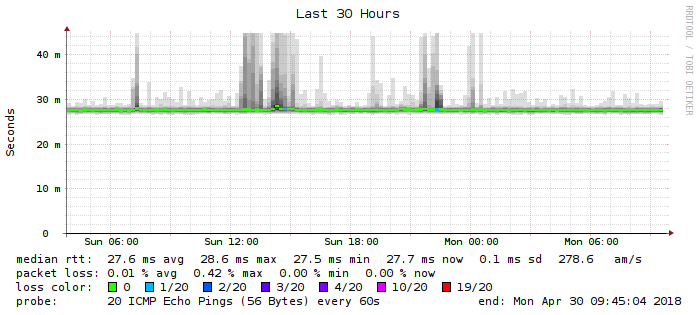 Last 30 Hours
RRDTOOL / TOBI OETIKER
Seconds
40 m
30 m
20 m
10 m
0
Sun 06:00 Sun 12:00 Sun 18:00 Mon 00:00 Mon 06:00
median rtt: 27.6 ms avg 28.6 ms max 27.5 ms min 27.7 ms now 0.1 ms sd 278.6 am/s
packet loss: 0.01 % avg 0.42 % max 0.00 % min 0.00 % now
loss color: 0 1/20 2/20 3/20 4/20 10/20 19/20
probe: 20 ICMP Echo Pings (56 Bytes) every 60s end: Mon Apr 30 09:45:04 2018